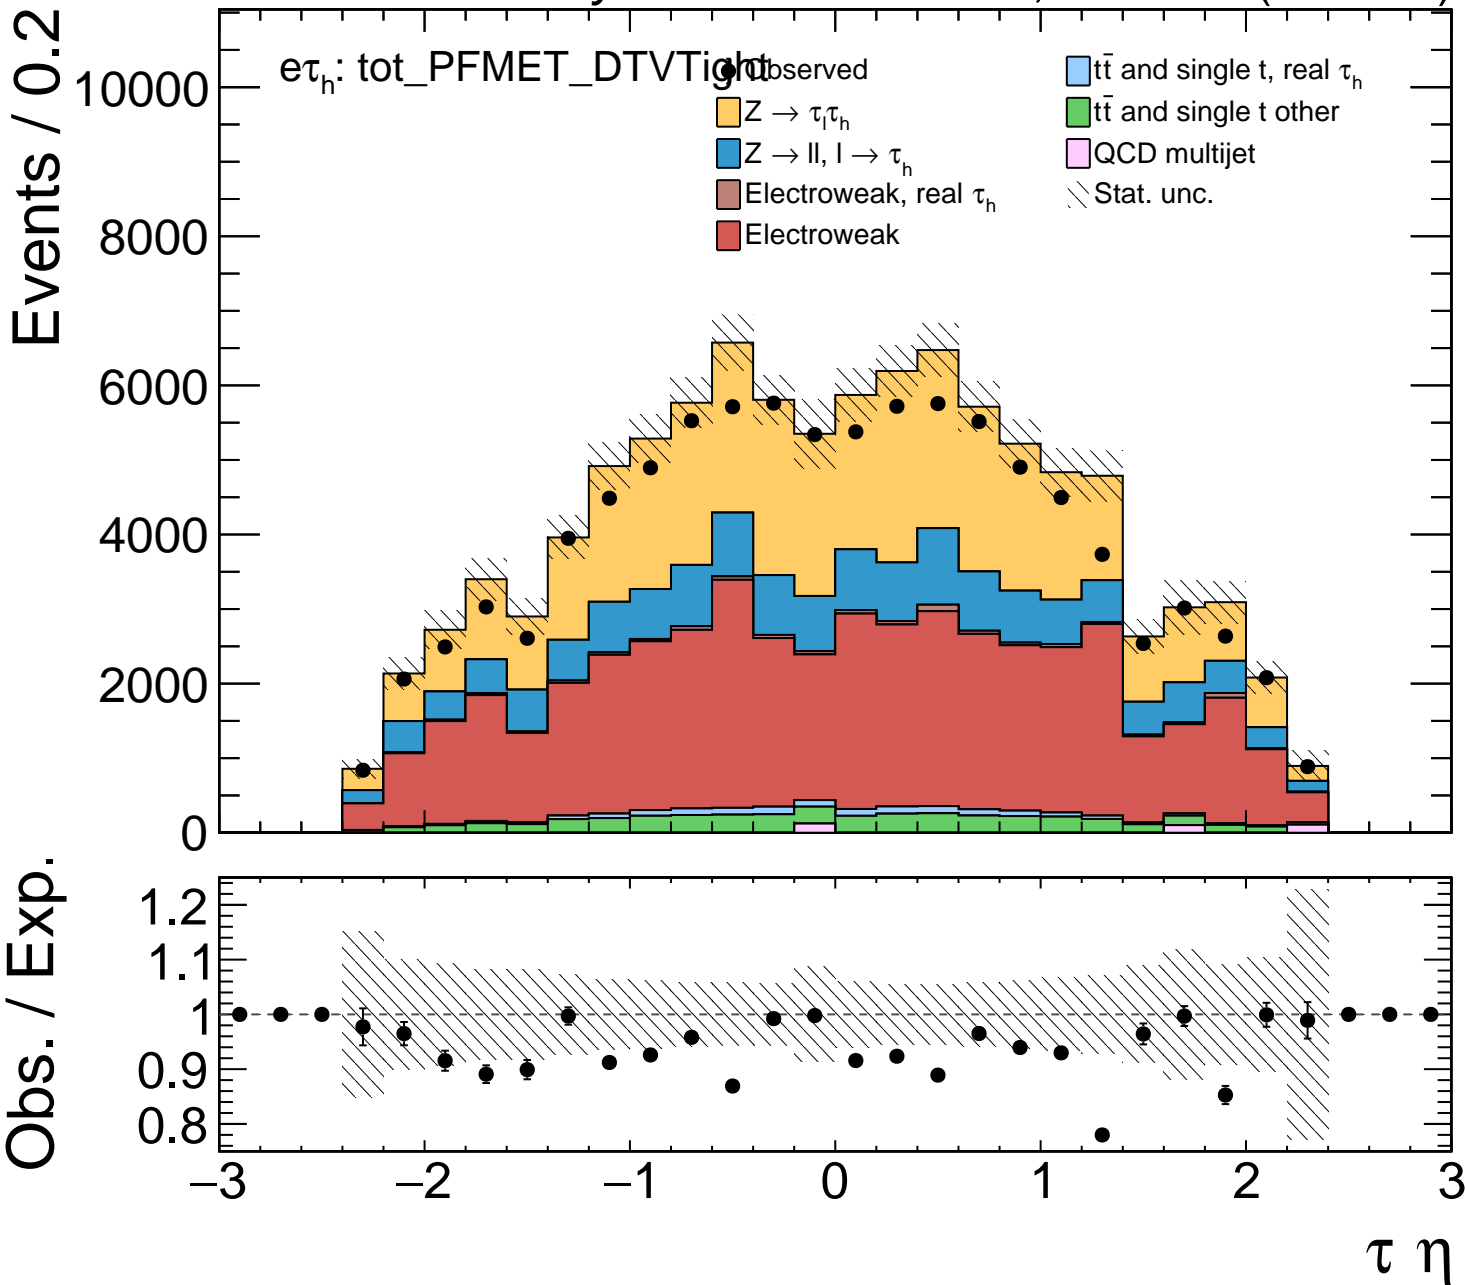 Events / 0.2
10000
8000
6000
4000
2000
0
eτh: tot_PFMET_DTVTight
Observed
Z → τlτh
Z → ll, l → τh
Electroweak, real τh
Electroweak
tt̄ and single t, real τh
tt̄ and single t other
QCD multijet
Stat. unc.
Obs. / Exp.
1.2
1.1
1
0.9
0.8
−3 −2 −1 0 1 2 3
τ η